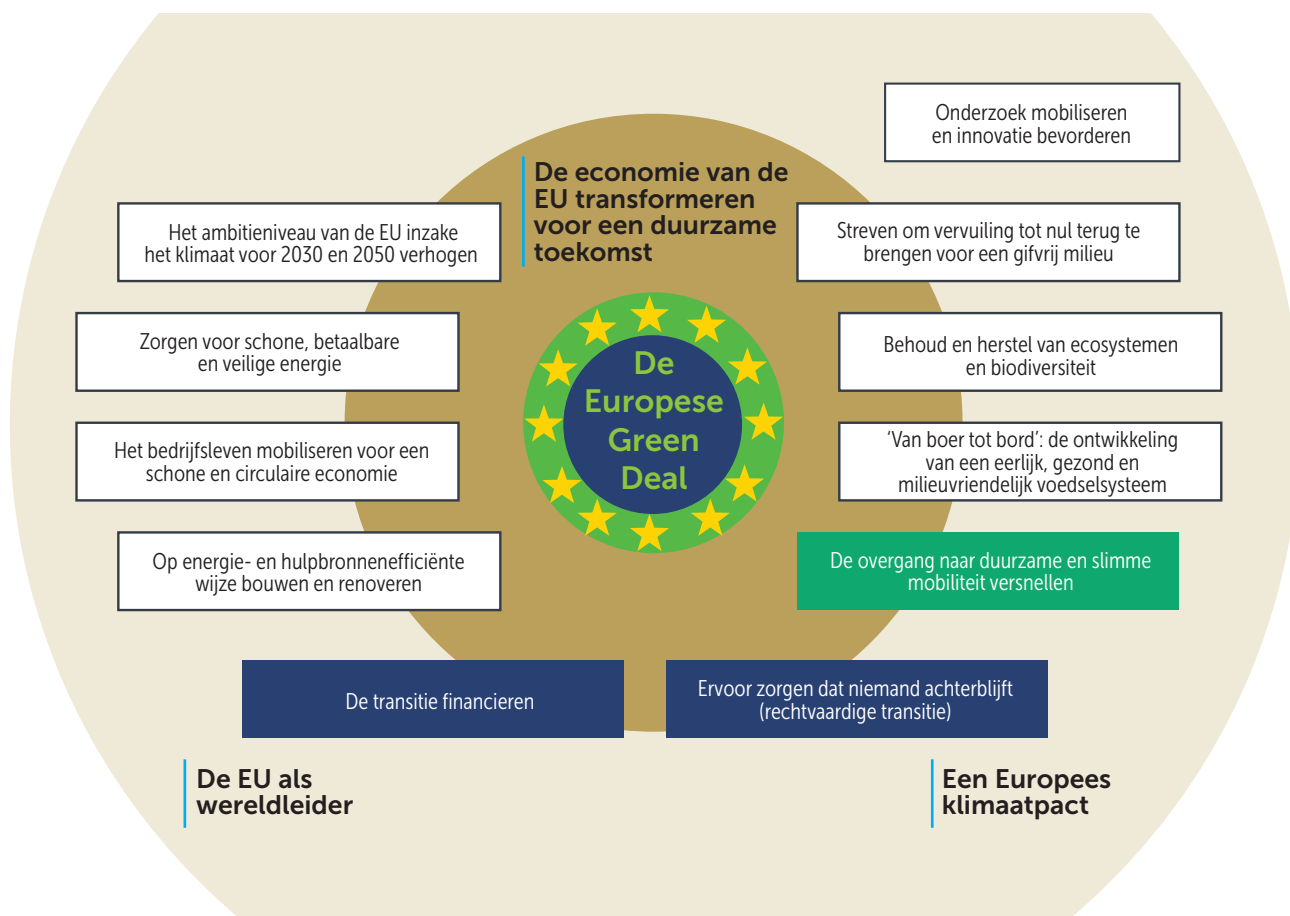 Onderzoek mobiliseren
en innovatie bevorderen
De economie van de
EU transformeren
voor een duurzame
toekomst
Het ambitieniveau van de EU inzake
het klimaat voor 2030 en 2050 verhogen
Streven om vervuiling tot nul terug te
brengen voor een gifvrij milieu
Zorgen voor schone, betaalbare
en veilige energie
De
Europese
Green
Deal
Behoud en herstel van ecosystemen
en biodiversiteit
Het bedrijfsleven mobiliseren voor een
schone en circulaire economie
'Van boer tot bord': de ontwikkeling
van een eerlijk, gezond en
milieuvriendelijk voedselsysteem
Op energie- en hulpbronnenefficiënte
wijze bouwen en renoveren
De overgang naar duurzame en slimme
mobiliteit versnellen
De transitie financieren
Ervoor zorgen dat niemand achterblijft
(rechtvaardige transitie)
De EU als
wereldleider
Een Europees
klimaatpact